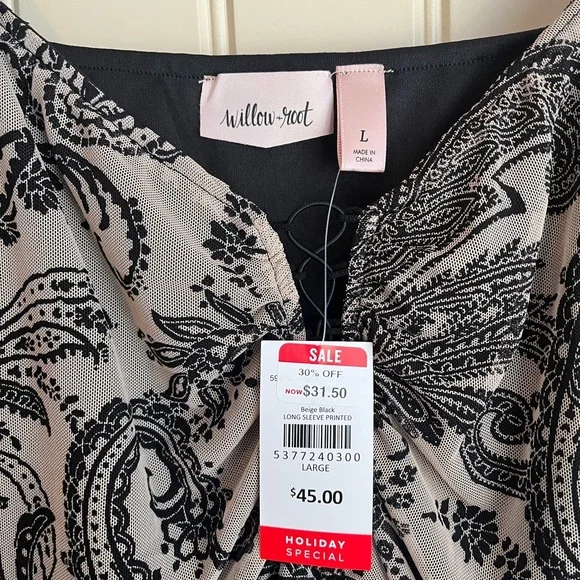 willow+root
L
MADE IN
CHINA
SALE
30% OFF
59
NOW $31.50
Beige Black
LONG SLEEVE PRINTED
5377240300
LARGE
$45.00
HOLIDAY
SPECIAL